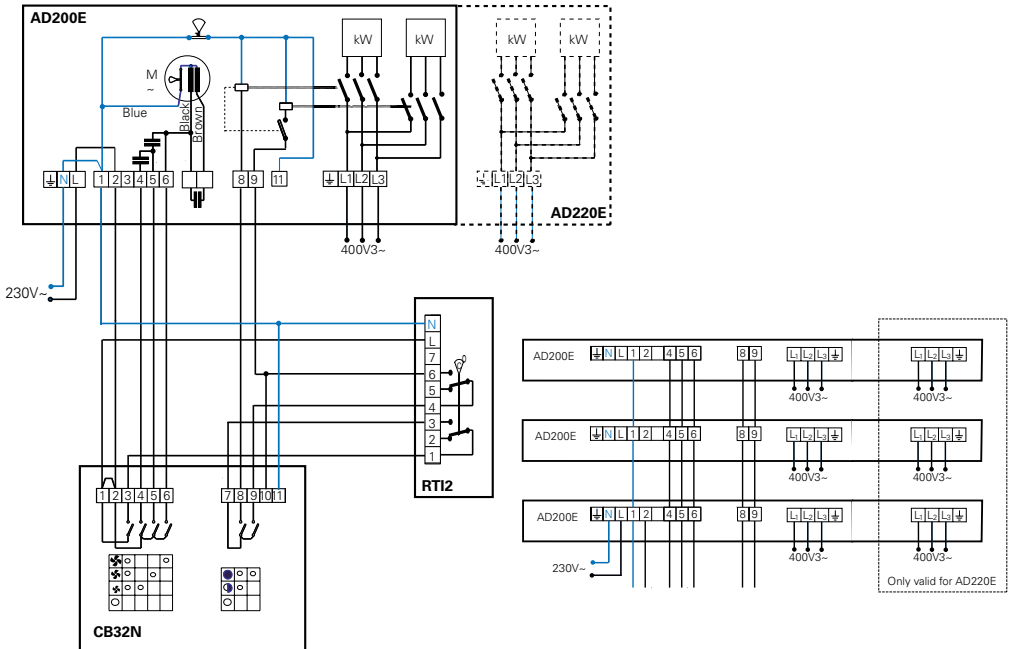 AD200E
kW kW kW kW
M
~
Blue
Black
Brown
N L 1 2 3 4 5 6 8 9 11 L1 L2 L3 L1 L2 L3
AD220E
400V3~ 400V3~
230V~
N
L
7
6
5
4
3
2
1
RTI2
1 2 3 4 5 6 7 8 9 10 11
CB32N
AD200E N L 1 2 4 5 6 8 9 L1 L2 L3 L1 L2 L3
400V3~ 400V3~
AD200E N L 1 2 4 5 6 8 9 L1 L2 L3 L1 L2 L3
400V3~ 400V3~
AD200E N L 1 2 4 5 6 8 9 L1 L2 L3 L1 L2 L3
400V3~ 400V3~
230V~
Only valid for AD220E